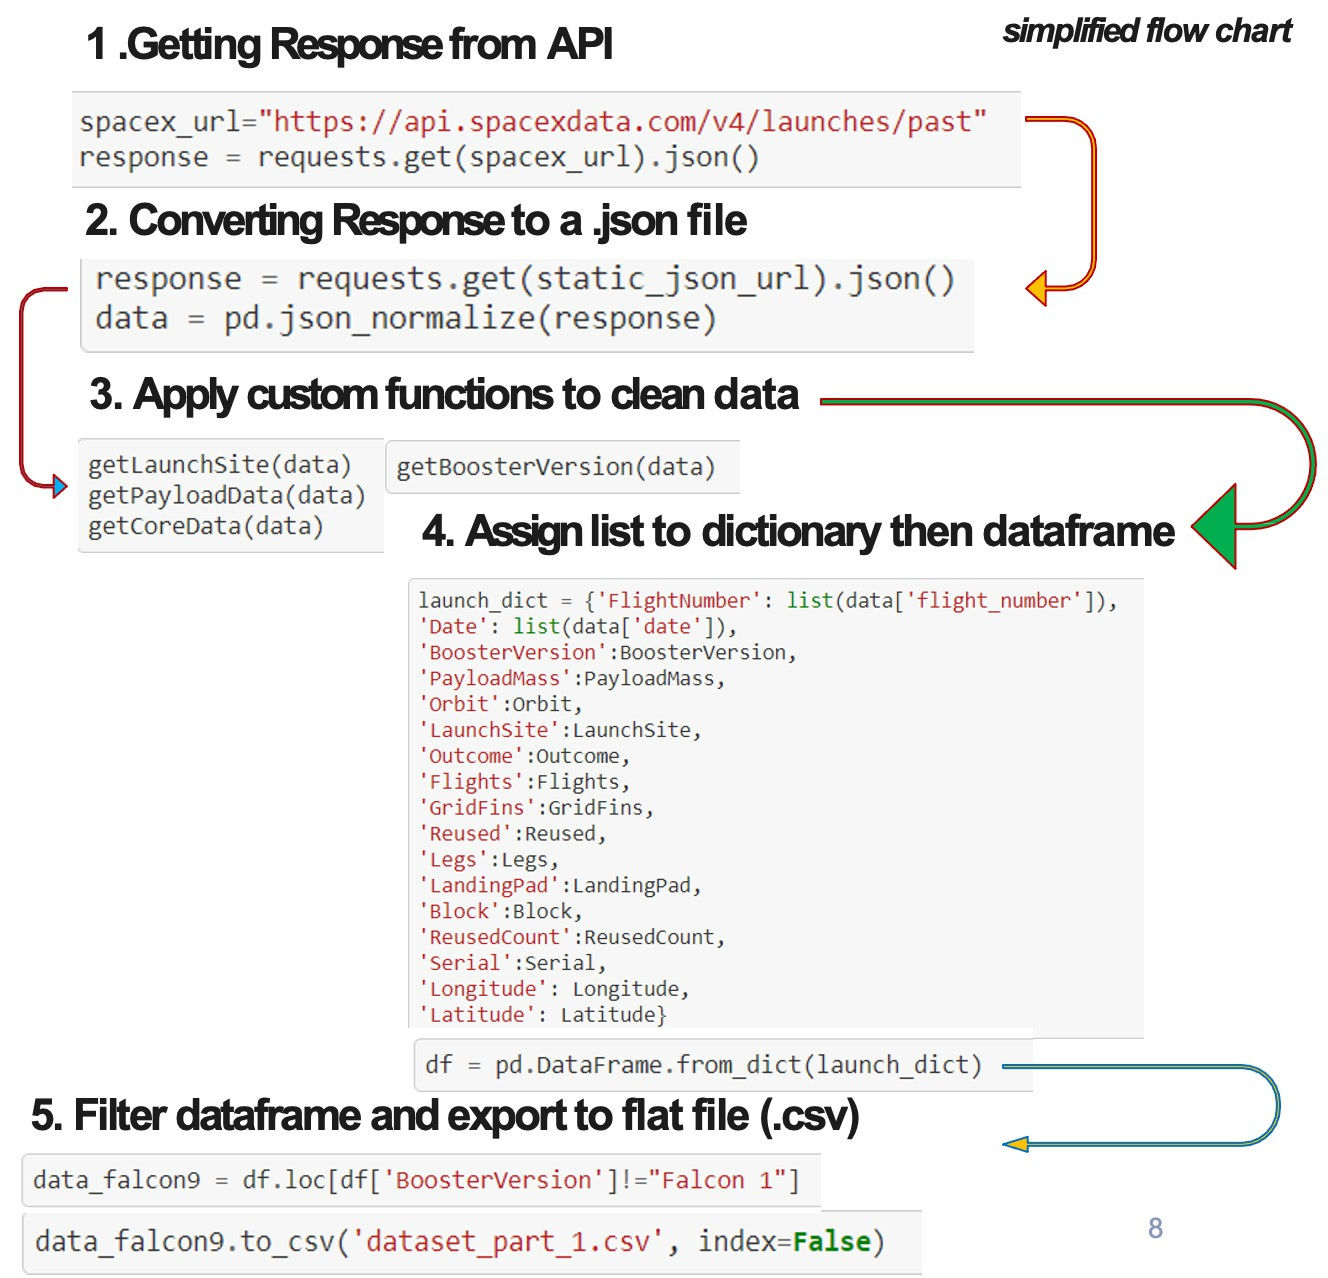 simplified flow chart
1 .Getting Response from API
spacex_url="https://api.spacexdata.com/v4/launches/past"
response = requests.get(spacex_url).json()
2. Converting Response to a .json file
response = requests.get(static_json_url).json()
data = pd.json_normalize(response)
3. Apply custom functions to clean data
getLaunchSite(data)
getPayloadData(data)
getCoreData(data)
getBoosterVersion(data)
4. Assign list to dictionary then dataframe
launch_dict = {'FlightNumber': list(data['flight_number']),
'Date': list(data['date']),
'BoosterVersion':BoosterVersion,
'PayloadMass':PayloadMass,
'Orbit':Orbit,
'LaunchSite':LaunchSite,
'Outcome':Outcome,
'Flights':Flights,
'GridFins':GridFins,
'Reused':Reused,
'Legs':Legs,
'LandingPad':LandingPad,
'Block':Block,
'ReusedCount':ReusedCount,
'Serial':Serial,
'Longitude': Longitude,
'Latitude': Latitude}
df = pd.DataFrame.from_dict(launch_dict)
5. Filter dataframe and export to flat file (.csv)
data_falcon9 = df.loc[df['BoosterVersion']!="Falcon 1"]
data_falcon9.to_csv('dataset_part_1.csv', index=False)
8